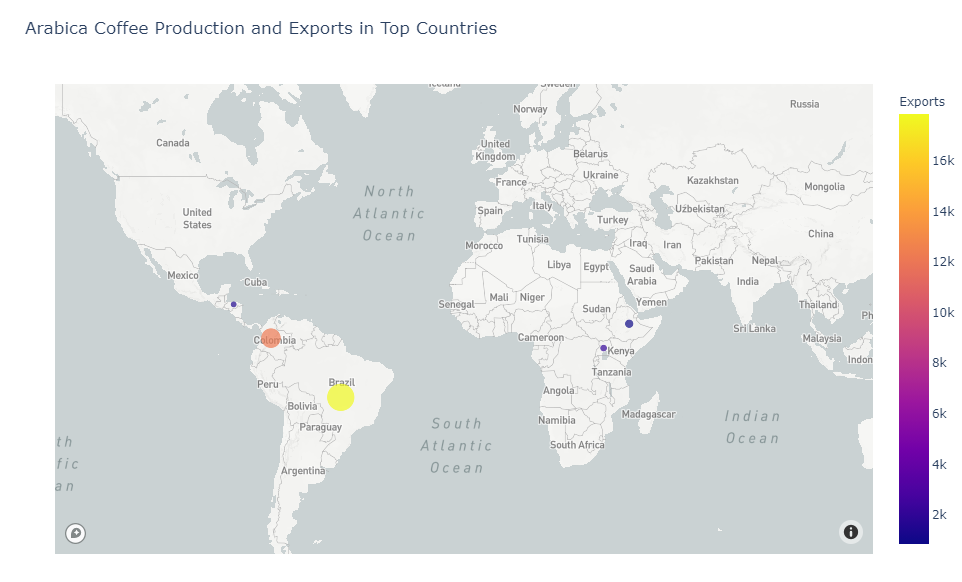 Arabica Coffee Production and Exports in Top Countries
Exports
16k
14k
12k
10k
8k
6k
4k
2k
Sweden
Norway
Russia
Canada
United
Kingdom
Belarus
Ukraine
France
Kazakhstan
Mongolia
North
Atlantic
Ocean
United
States
Spain
Italy
Turkey
Uzbekistan
China
Morocco
Tunisia
Iraq
Iran
Pakistan
Nepal
Mexico
Cuba
Libya
Egypt
Saudi
Arabia
India
Senegal
Mali
Niger
Sudan
Yemen
Thailand
Ph
Sri Lanka
Colombia
Cameroon
Kenya
Malaysia
Indon
Peru
Brazil
Tanzania
Bolivia
Angola
Paraguay
Namibia
Madagascar
South
Atlantic
Ocean
Indian
Ocean
South Africa
Argentina
th
fic
an